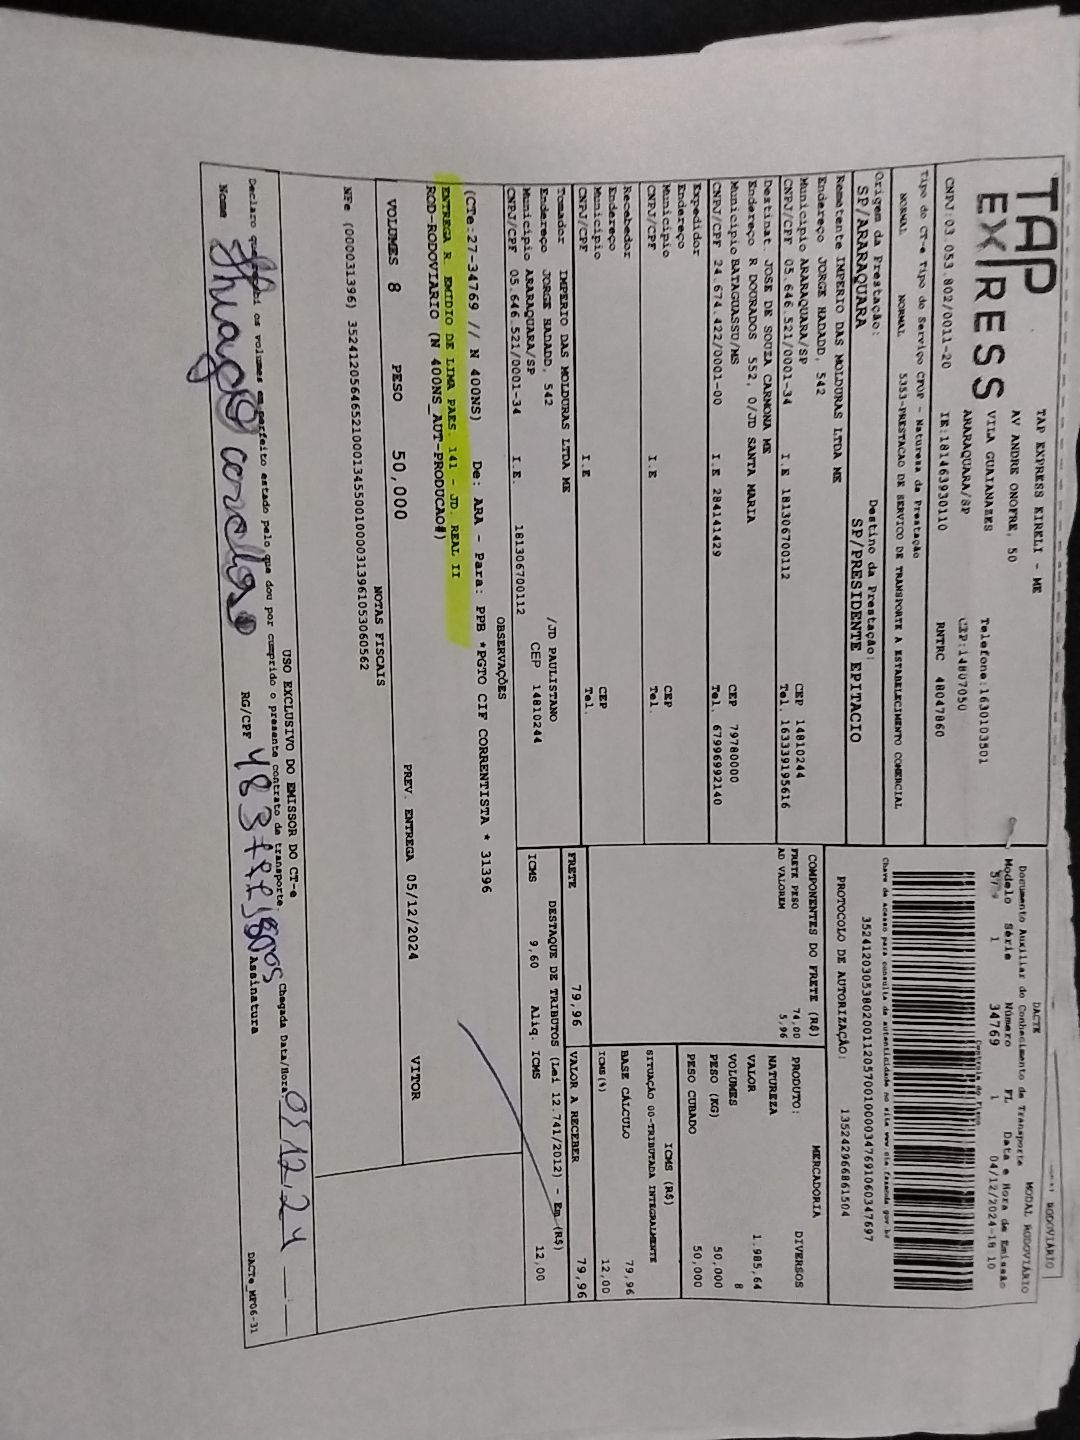 TAP
EXPRESS
TAP EXPRESS EIRELI - ME
AV ANDRE ONOFRE, 50
VILA GUAIANAZES
ARARAQUARA/SP
Telefone:1630103501
CEP:14807050
CNPJ:03.053.802/0011-20 IE:181463930110 RNTRC 48047860
Tipo do CT-e Tipo do Serviço CFOP - Natureza da Prestação
NORMAL NORMAL 5353-PRESTACAO DE SERVICO DE TRANSPORTE A ESTABELECIMENTO COMERCIAL
Origem da Prestação: Destino da Prestação:
SP/ARARAQUARA SP/PRESIDENTE EPITACIO
Remetente IMPERIO DAS MOLDURAS LTDA ME
Endereço JORGE HADADD, 542
Município ARARAQUARA/SP CEP 14810244
CNPJ/CPF 05.646.521/0001-34 I.E 181306700112 Tel. 163339195616
Destinat. JOSE DE SOUZA CARMONA ME
Endereço R DOURADOS 552, 0/JD SANTA MARIA
Município BATAGUASSU/MS CEP 79780000
CNPJ/CPF 24.674.422/0001-00 I.E 284141429 Tel. 67996992140
Expedidor
Endereço
Município CEP
CNPJ/CPF I.E Tel.
Recebedor
Endereço
Município CEP
CNPJ/CPF I.E Tel.
Tomador IMPERIO DAS MOLDURAS LTDA ME
Endereço JORGE HADADD, 542 /JD PAULISTANO
Município ARARAQUARA/SP CEP 14810244
CNPJ/CPF 05.646.521/0001-34 I.E. 181306700112
OBSERVAÇÕES
(CTe:27-34769 // N 400NS) De: ARA - Para: PPB *PGTO CIF CORRENTISTA * 31396
ENTREGA R. EMIDIO DE LIMA PAES. 141 - JD. REAL II
ROD-RODOVIARIO (N 400NS_AUT-PRODUCAO#)
VOLUMES 8 PESO 50,000 PREV. ENTREGA 05/12/2024 VITOR
NOTAS FISCAIS
NFe (000031396) 35241205646521000134550010000313961053060562
MODAL RODOVIÁRIO
DACTE
Documento Auxiliar do Conhecimento de Transporte
MODAL RODOVIÁRIO
Modelo Série Número FL Data e Hora de Emissão
57 1 34769 1 04/12/2024-18:10
Controle do Fisco
Chave de acesso para consulta de autenticidade no site www.cte.fazenda.gov.br
35241203053802001120570010000347691060347697
PROTOCOLO DE AUTORIZAÇÃO: 135242966861504
COMPONENTES DO FRETE (R$)
FRETE PESO 74,00
AD VALOREM 5,96
MERCADORIA
PRODUTO: DIVERSOS
NATUREZA
VALOR 1.985,64
VOLUMES 8
PESO (KG) 50,000
PESO CUBADO 50,000
ICMS (R$)
SITUAÇÃO 00-TRIBUTADA INTEGRALMENTE
BASE CÁLCULO 79,96
ICMS(%) 12,00
FRETE 79,96 VALOR A RECEBER 79,96
DESTAQUE DE TRIBUTOS (Lei 12.741/2012) - Em (R$)
ICMS 9,60 Aliq. ICMS 12,00
USO EXCLUSIVO DO EMISSOR DO CT-e
Declaro que recebi os volumes em perfeito estado pelo que dou por cumprido o presente contrato de transporte.
Chegada Data/Hora
Nome RG/CPF Assinatura
DACTe_MP06-31